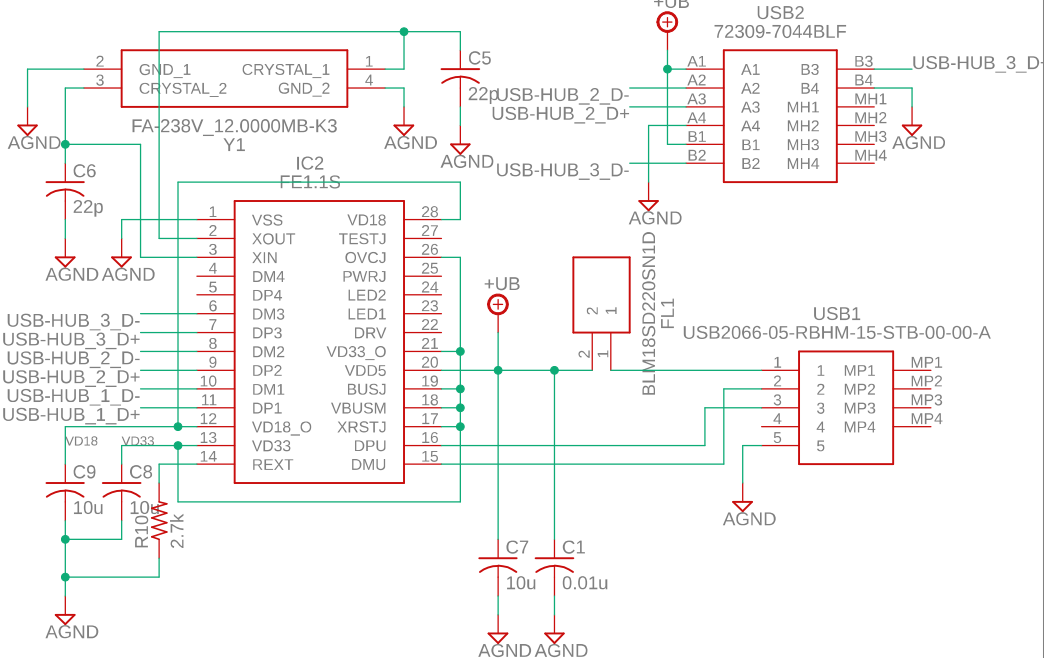 +UB
USB2
72309-7044BLF
A1 A1 B3 B3 USB-HUB_3_D-
A2 A2 B4 B4
USB-HUB_2_D-
A3 A3 MH1 MH1
USB-HUB_2_D+
A4 A4 MH2 MH2
B1 B1 MH3 MH3
B2 B2 MH4 MH4
USB-HUB_3_D-
AGND
AGND
2 GND_1 CRYSTAL_1 1
3 CRYSTAL_2 GND_2 4
FA-238V_12.0000MB-K3
Y1
C5
22p
AGND
AGND
AGND
C6
22p
AGND
AGND
IC2
FE1.1S
1 VSS VD18 28
2 XOUT TESTJ 27
3 XIN OVCJ 26
4 DM4 PWRJ 25
5 DP4 LED2 24
USB-HUB_3_D- 6 DM3 LED1 23
USB-HUB_3_D+ 7 DP3 DRV 22
USB-HUB_2_D- 8 DM2 VD33_O 21
USB-HUB_2_D+ 9 DP2 VDD5 20
USB-HUB_1_D- 10 DM1 BUSJ 19
USB-HUB_1_D+ 11 DP1 VBUSM 18
12 VD18_O XRSTJ 17
VD18 VD33 13 VD33 DPU 16
14 REXT DMU 15
C9
10u
C8
10u
R10
2.7k
AGND
+UB
2 1
2 1
BLM18SD220SN1D
FL1
USB1
USB2066-05-RBHM-15-STB-00-00-A
1 1 MP1 MP1
2 2 MP2 MP2
3 3 MP3 MP3
4 4 MP4 MP4
5 5
AGND
C7
10u
C1
0.01u
AGND
AGND